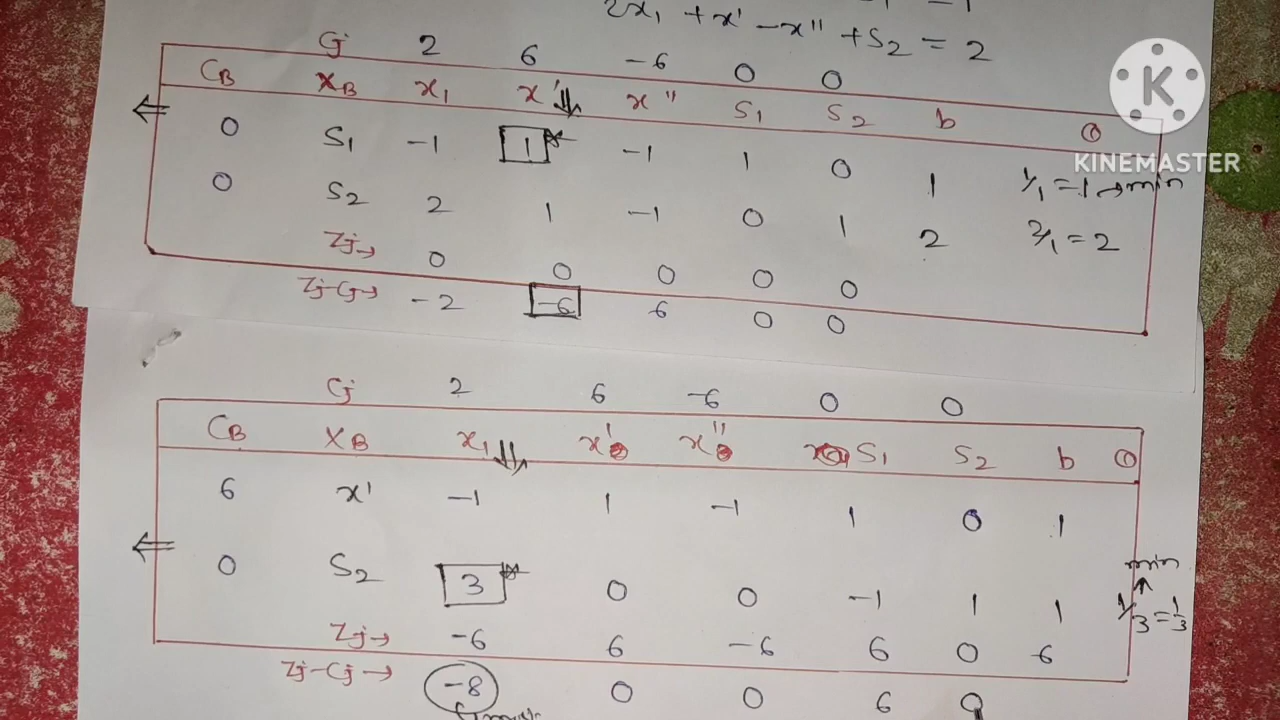 2x₁ + x' - x'' + S₂ = 2
Cj 2 6 -6 0 0
CB XB x₁ x' x'' S₁ S₂ b θ
0 S₁ -1 1 -1 1 0 1 1/1 = 1 → min
0 S₂ 2 1 -1 0 1 2 2/1 = 2
Zj→ 0 0 0 0 0
Zj-Cj→ -2 -6 6 0 0
K
KINEMASTER
Cj 2 6 -6 0 0
CB XB x₁ x' x'' S₁ S₂ b θ
6 x' -1 1 -1 1 0 1
0 S₂ 3 0 0 -1 1 1 1/3 = 1/3
min
Zj→ -6 6 -6 6 0 6
Zj-Cj→ -8 0 0 6 0